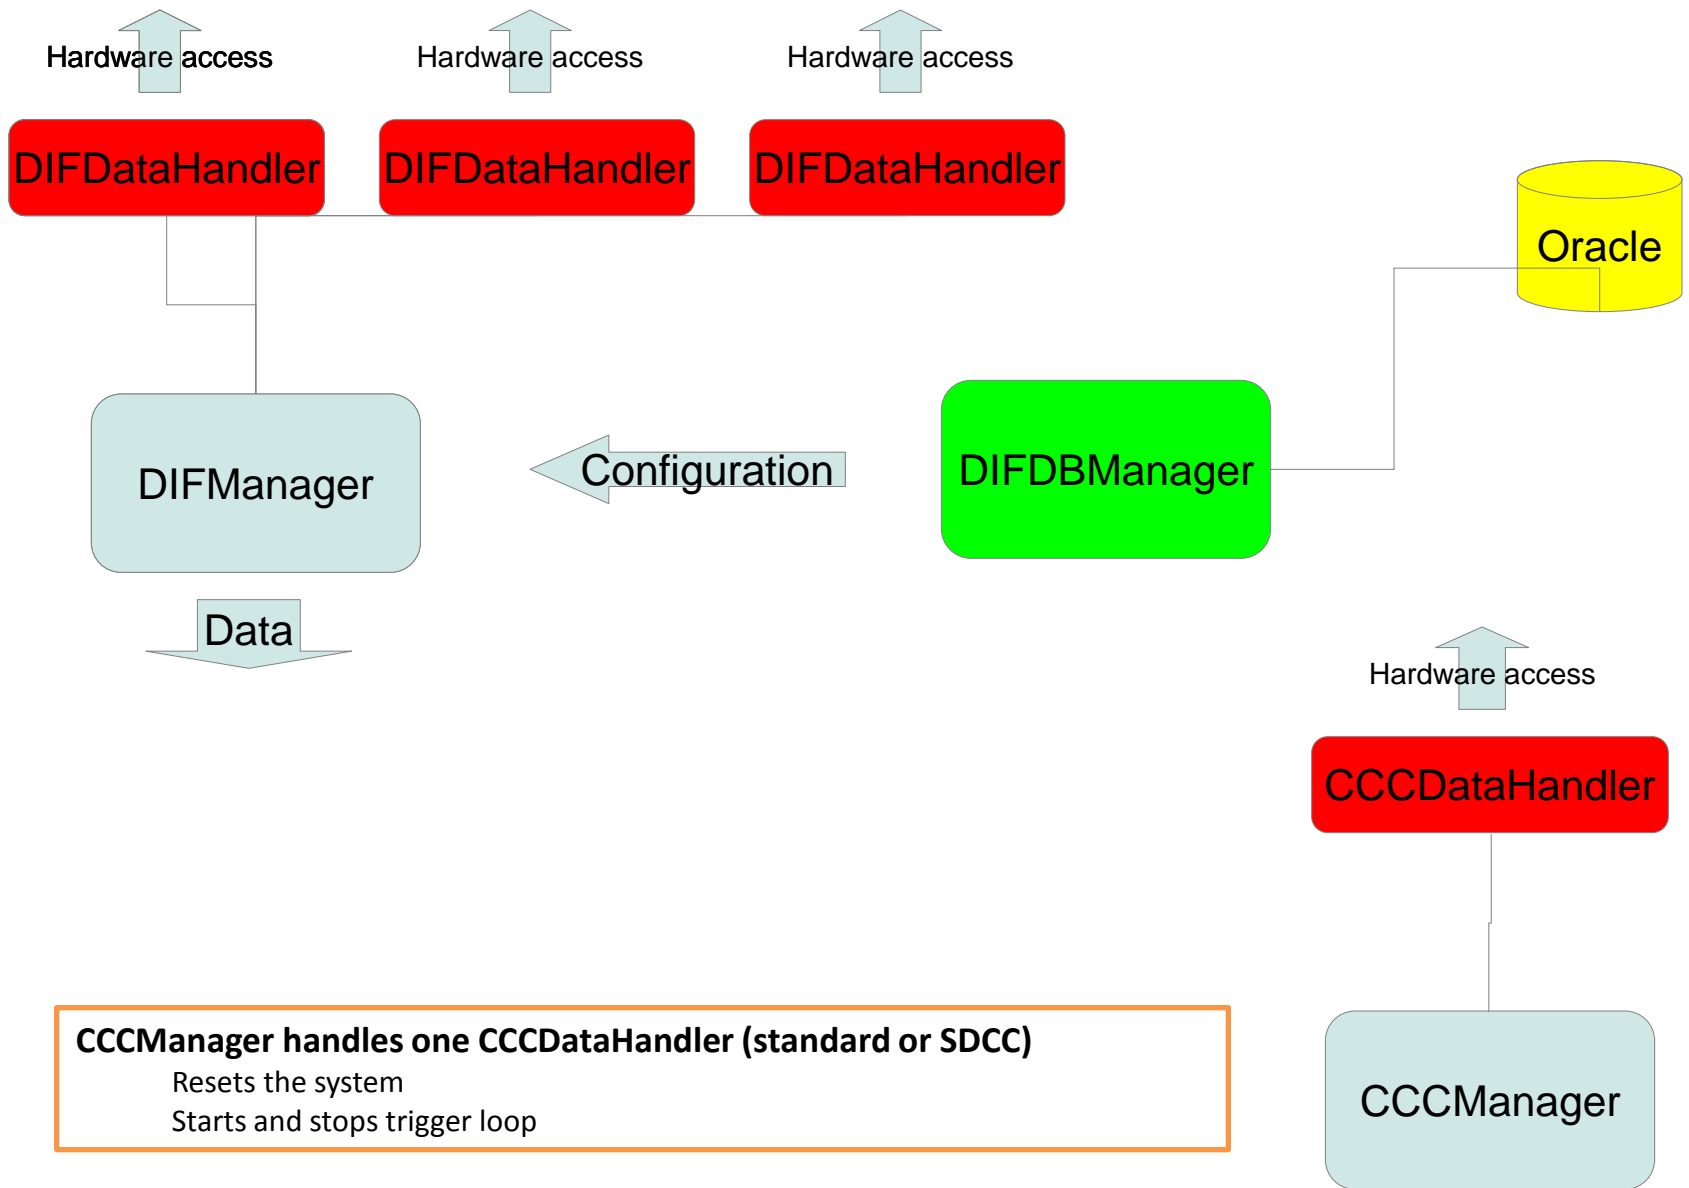 Hardware access
Hardware access
Hardware access
DIFDataHandler
DIFDataHandler
DIFDataHandler
Oracle
DIFManager
Configuration
DIFDBManager
Data
Hardware access
CCCDataHandler
CCCManager handles one CCCDataHandler (standard or SDCC)
Resets the system
Starts and stops trigger loop
CCCManager